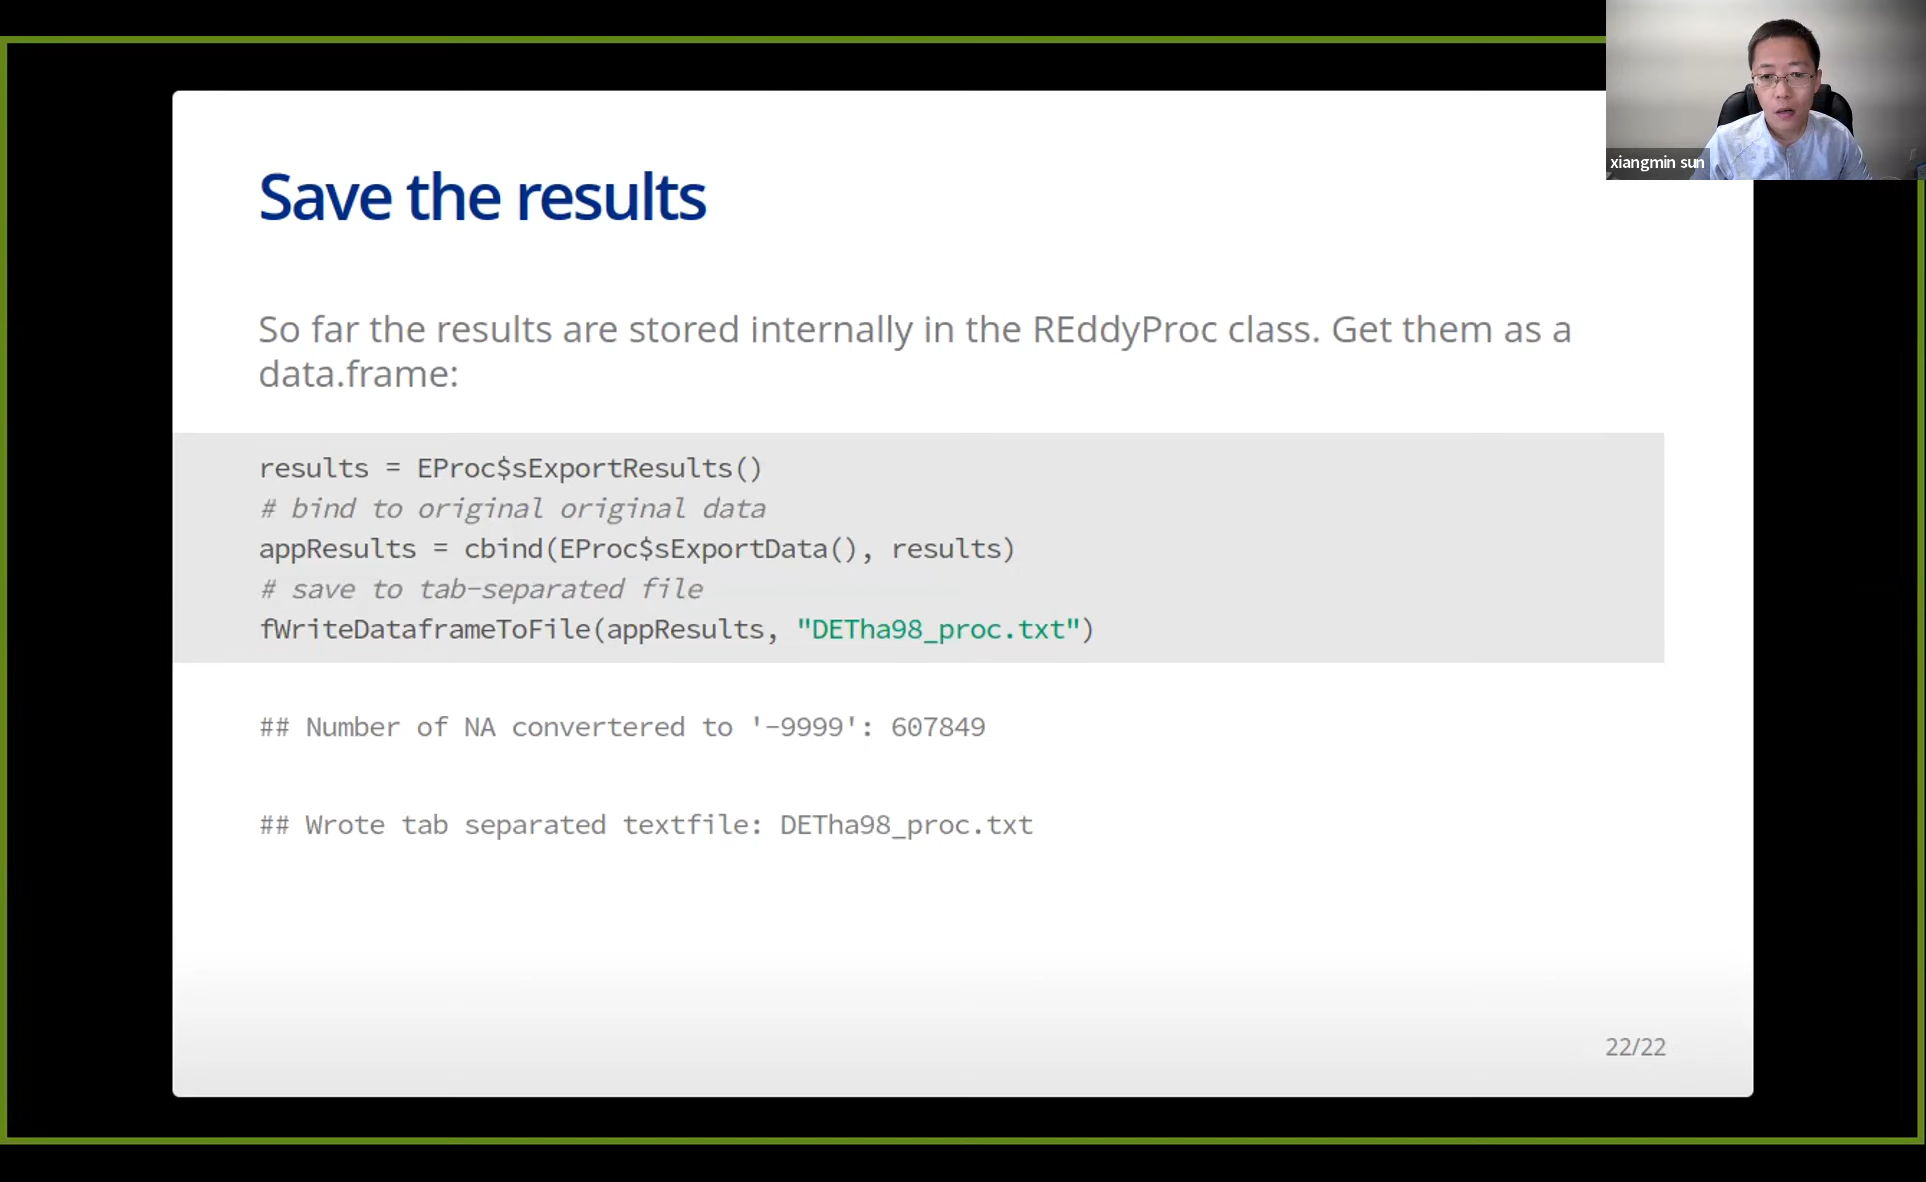 xiangmin sun
Save the results
So far the results are stored internally in the REddyProc class. Get them as a
data.frame:
results = EProc$sExportResults()
# bind to original original data
appResults = cbind(EProc$sExportData(), results)
# save to tab-separated file
fWriteDataframeToFile(appResults, "DETha98_proc.txt")
## Number of NA convertered to '-9999': 607849
## Wrote tab separated textfile: DETha98_proc.txt
22/22